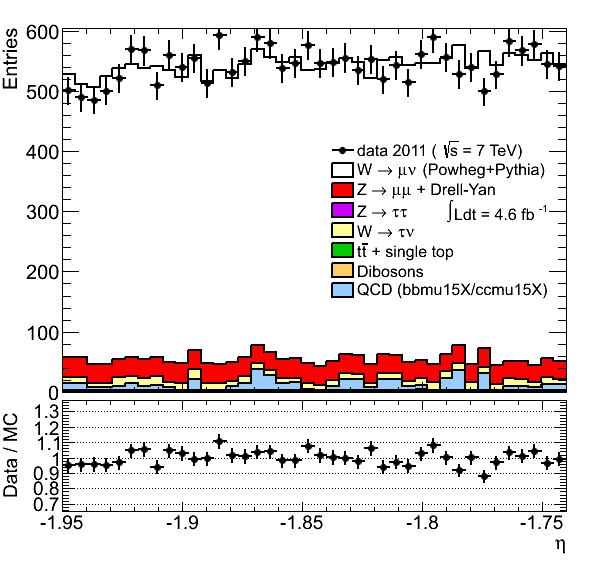 Entries
600
500
400
300
200
100
0
data 2011 ( √s = 7 TeV)
W → μν (Powheg+Pythia)
Z → μμ + Drell-Yan
Z → ττ
∫Ldt = 4.6 fb⁻¹
W → τν
tt̄ + single top
Dibosons
QCD (bbmu15X/ccmu15X)
Data / MC
1.3
1.2
1.1
1
0.9
0.8
0.7
-1.95 -1.9 -1.85 -1.8 -1.75
η